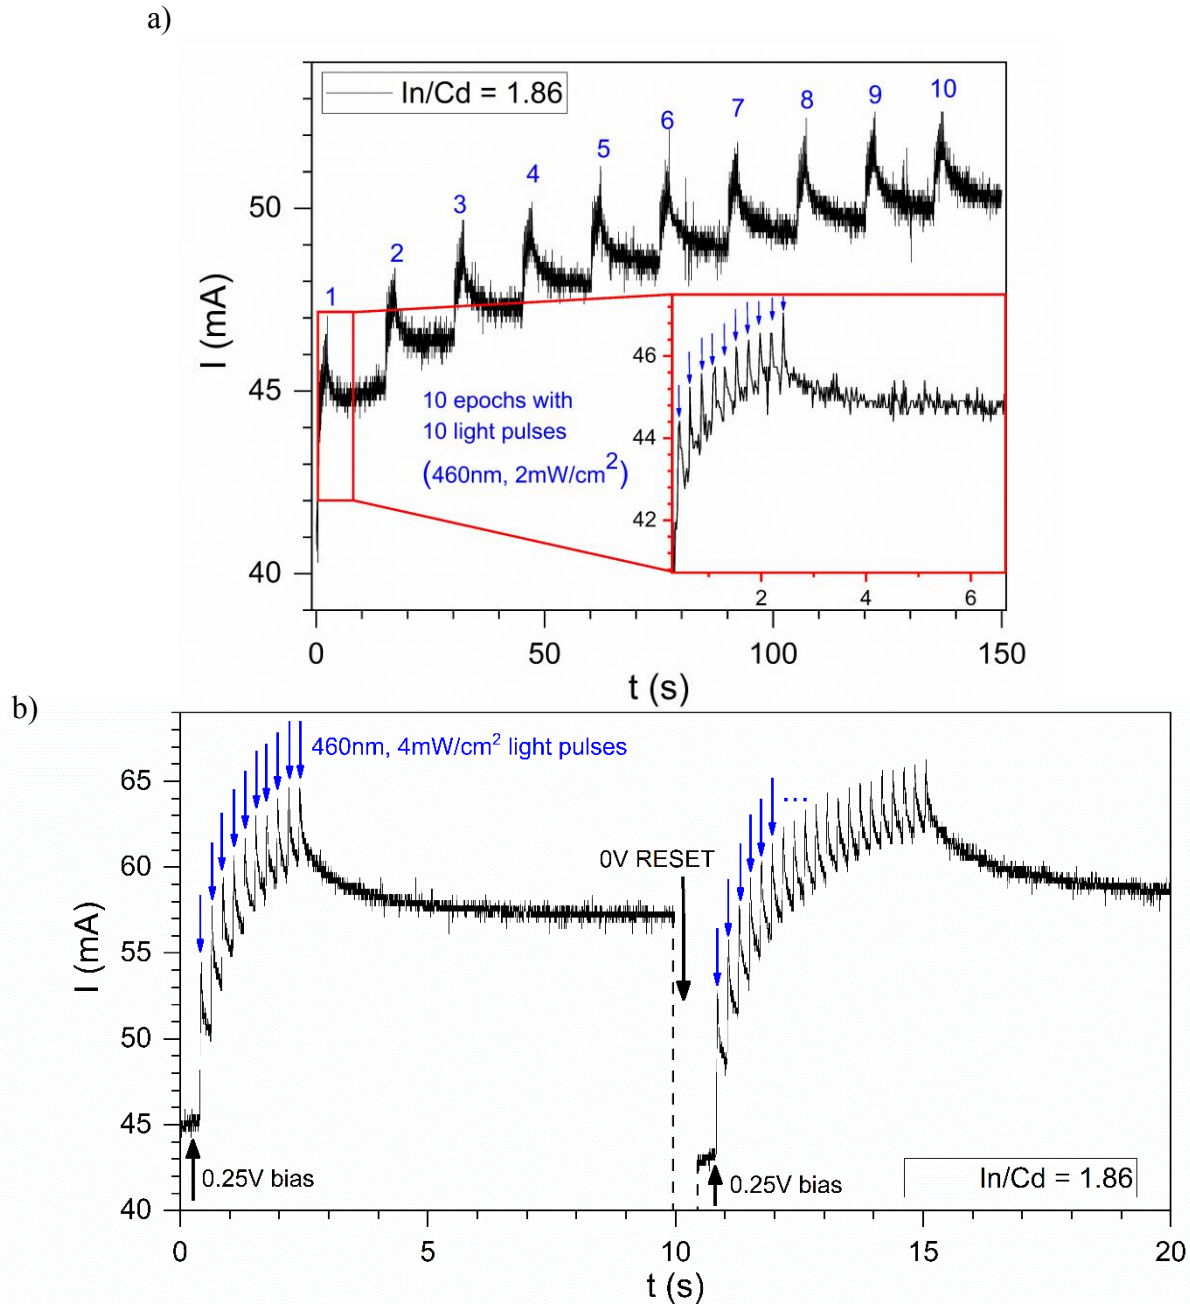 a)
In/Cd = 1.86
1
2
3
4
5
6
7
8
9
10
50
45
40
I (mA)
10 epochs with
10 light pulses
(460nm, 2mW/cm²)
46
44
42
2
4
6
0
50
100
150
t (s)
b)
460nm, 4mW/cm² light pulses
65
60
55
50
45
40
I (mA)
0V RESET
...
0.25V bias
0.25V bias
In/Cd = 1.86
0
5
10
15
20
t (s)